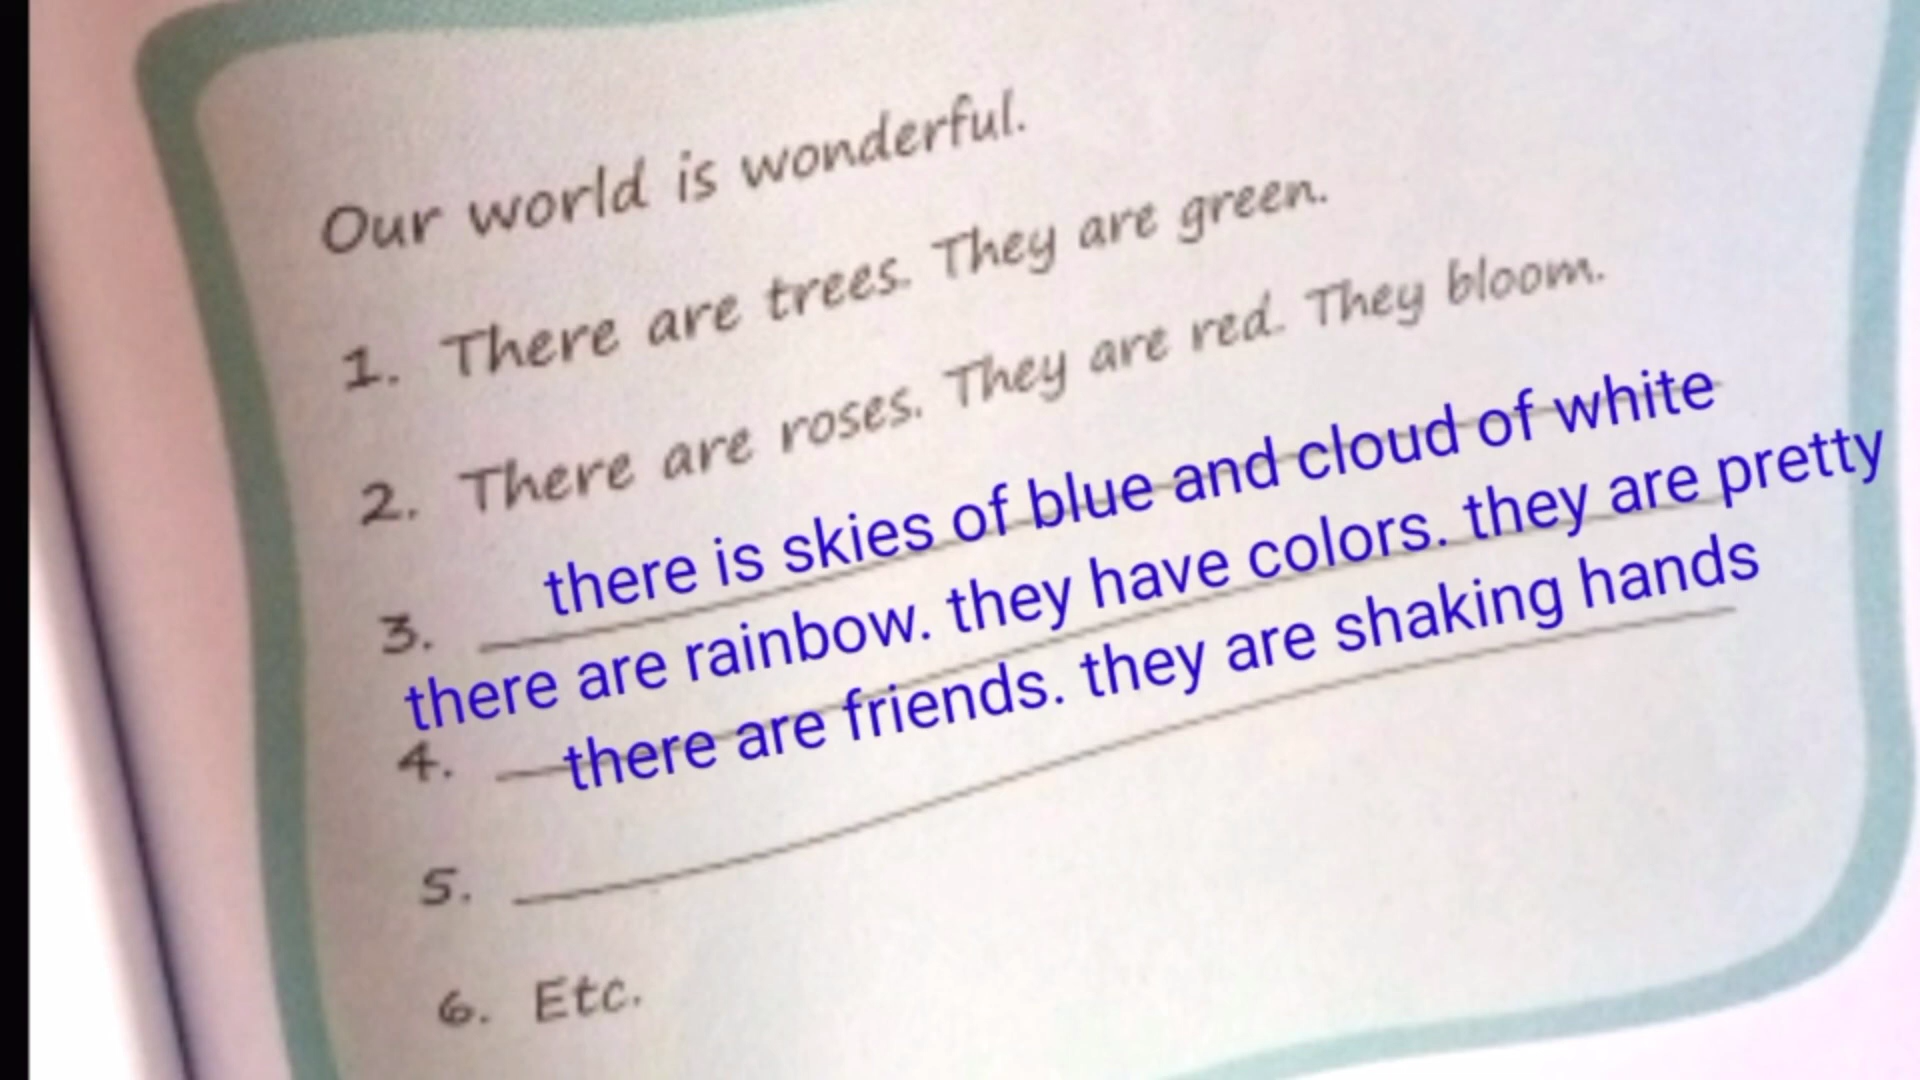 Our world is wonderful.
1. There are trees. They are green.
2. There are roses. They are red. They bloom.
there is skies of blue and cloud of white
3.
there are rainbow. they have colors. they are pretty
4.
there are friends. they are shaking hands
5.
6. Etc.